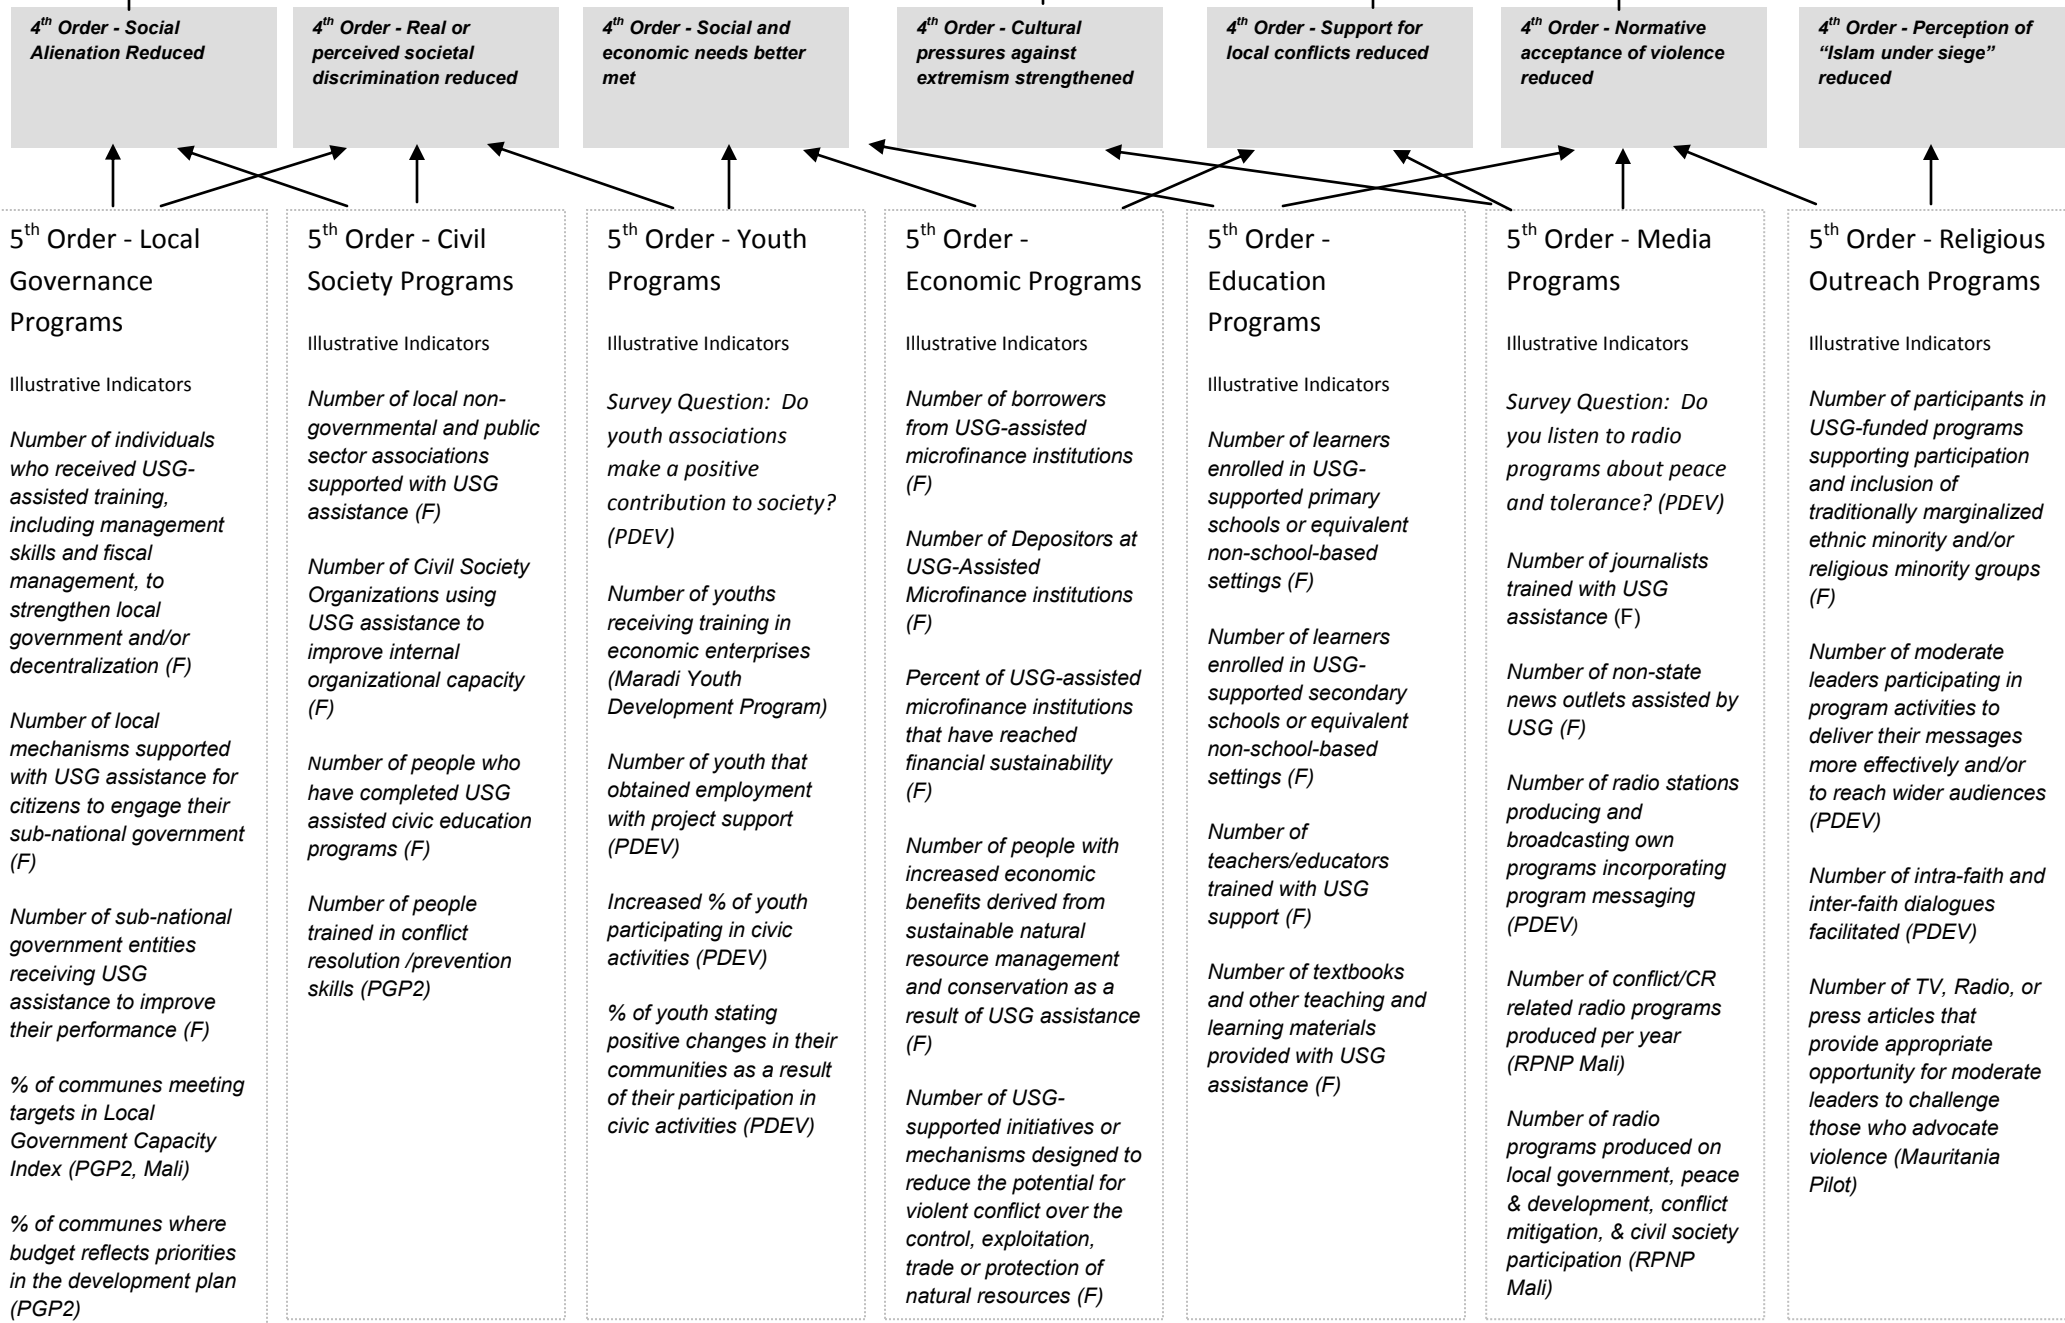 4th Order - Social
Alienation Reduced
4th Order - Real or
perceived societal
discrimination reduced
4th Order - Social and
economic needs better
met
4th Order - Cultural
pressures against
extremism strengthened
4th Order - Support for
local conflicts reduced
4th Order - Normative
acceptance of violence
reduced
4th Order - Perception of
“Islam under siege”
reduced
5th Order - Local
Governance
Programs
Illustrative Indicators
Number of individuals
who received USG-
assisted training,
including management
skills and fiscal
management, to
strengthen local
government and/or
decentralization (F)
Number of local
mechanisms supported
with USG assistance for
citizens to engage their
sub-national government
(F)
Number of sub-national
government entities
receiving USG
assistance to improve
their performance (F)
% of communes meeting
targets in Local
Government Capacity
Index (PGP2, Mali)
% of communes where
budget reflects priorities
in the development plan
(PGP2)
5th Order - Civil
Society Programs
Illustrative Indicators
Number of local non-
governmental and public
sector associations
supported with USG
assistance (F)
Number of Civil Society
Organizations using
USG assistance to
improve internal
organizational capacity
(F)
Number of people who
have completed USG
assisted civic education
programs (F)
Number of people
trained in conflict
resolution /prevention
skills (PGP2)
5th Order - Youth
Programs
Illustrative Indicators
Survey Question:  Do
youth associations
make a positive
contribution to society?
(PDEV)
Number of youths
receiving training in
economic enterprises
(Maradi Youth
Development Program)
Number of youth that
obtained employment
with project support
(PDEV)
Increased % of youth
participating in civic
activities (PDEV)
% of youth stating
positive changes in their
communities as a result
of their participation in
civic activities (PDEV)
5th Order -
Economic Programs
Illustrative Indicators
Number of borrowers
from USG-assisted
microfinance institutions
(F)
Number of Depositors at
USG-Assisted
Microfinance institutions
(F)
Percent of USG-assisted
microfinance institutions
that have reached
financial sustainability
(F)
Number of people with
increased economic
benefits derived from
sustainable natural
resource management
and conservation as a
result of USG assistance
(F)
Number of USG-
supported initiatives or
mechanisms designed to
reduce the potential for
violent conflict over the
control, exploitation,
trade or protection of
natural resources (F)
5th Order -
Education
Programs
Illustrative Indicators
Number of learners
enrolled in USG-
supported primary
schools or equivalent
non-school-based
settings (F)
Number of learners
enrolled in USG-
supported secondary
schools or equivalent
non-school-based
settings (F)
Number of
teachers/educators
trained with USG
support (F)
Number of textbooks
and other teaching and
learning materials
provided with USG
assistance (F)
5th Order - Media
Programs
Illustrative Indicators
Survey Question:  Do
you listen to radio
programs about peace
and tolerance? (PDEV)
Number of journalists
trained with USG
assistance (F)
Number of non-state
news outlets assisted by
USG (F)
Number of radio stations
producing and
broadcasting own
programs incorporating
program messaging
(PDEV)
Number of conflict/CR
related radio programs
produced per year
(RPNP Mali)
Number of radio
programs produced on
local government, peace
& development, conflict
mitigation, & civil society
participation (RPNP
Mali)
5th Order - Religious
Outreach Programs
Illustrative Indicators
Number of participants in
USG-funded programs
supporting participation
and inclusion of
traditionally marginalized
ethnic minority and/or
religious minority groups
(F)
Number of moderate
leaders participating in
program activities to
deliver their messages
more effectively and/or
to reach wider audiences
(PDEV)
Number of intra-faith and
inter-faith dialogues
facilitated (PDEV)
Number of TV, Radio, or
press articles that
provide appropriate
opportunity for moderate
leaders to challenge
those who advocate
violence (Mauritania
Pilot)